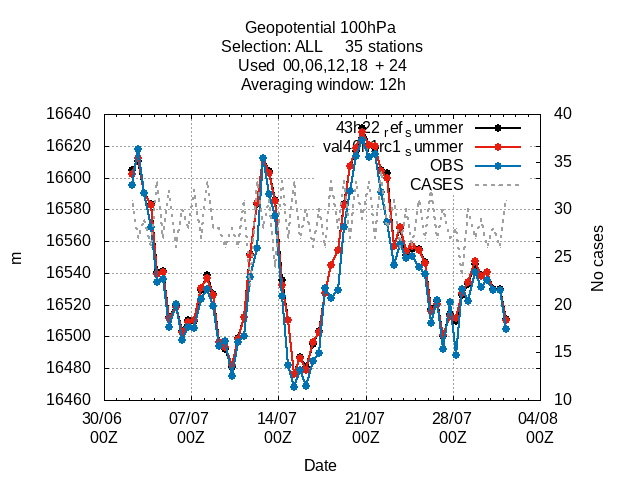 Geopotential 100hPa
Selection: ALL 35 stations
Used 00,06,12,18 + 24
Averaging window: 12h
16640
16620
16600
16580
16560
16540
16520
16500
16480
16460
m
40
35
30
25
20
15
10
No cases
43h22_ref_summer
summer
OBS
CASES
30/06 07/07 14/07 21/07 28/07 04/08
00Z 00Z 00Z 00Z 00Z 00Z
Date